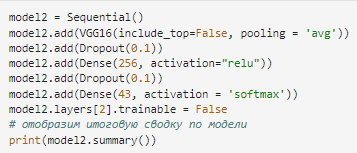 model2 = Sequential()
model2.add(VGG16(include_top=False, pooling = 'avg'))
model2.add(Dropout(0.1))
model2.add(Dense(256, activation="relu"))
model2.add(Dropout(0.1))
model2.add(Dense(43, activation = 'softmax'))
model2.layers[2].trainable = False
# отобразим итоговую сводку по модели
print(model2.summary())